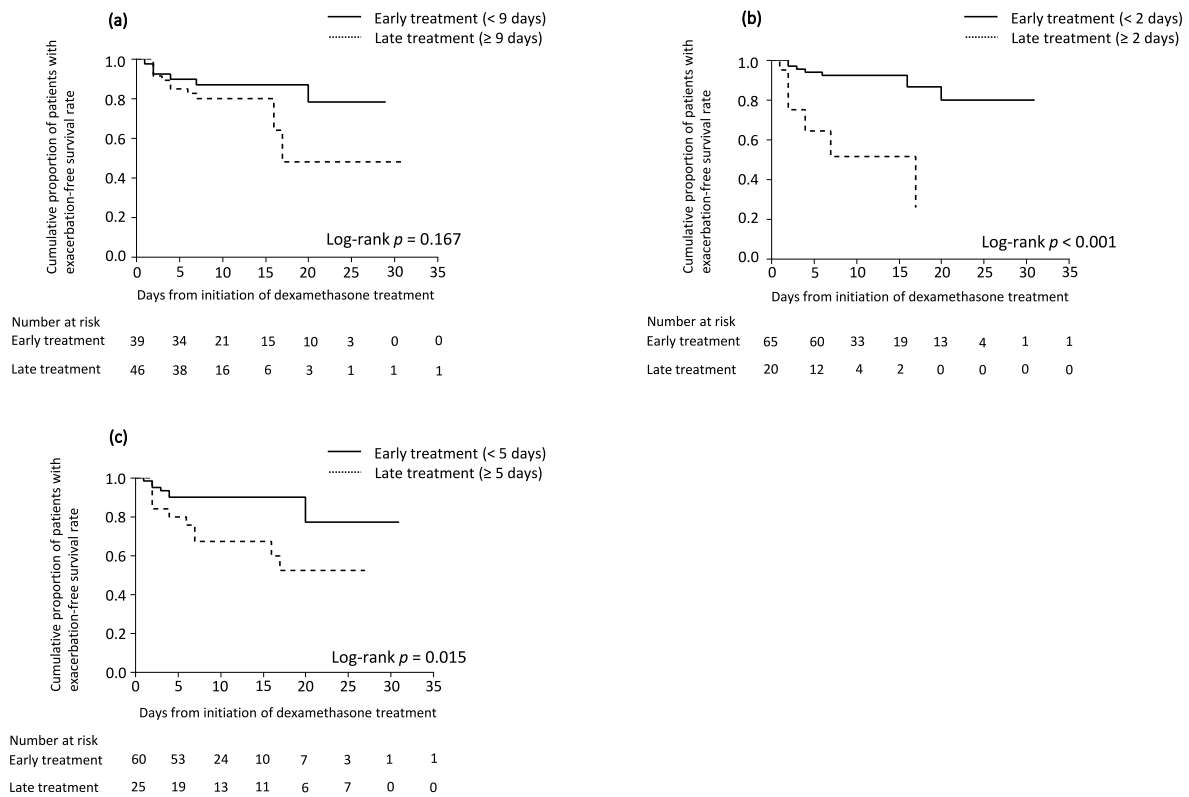 (a)
Early treatment (< 9 days)
Late treatment (≥ 9 days)
Cumulative proportion of patients with
exacerbation-free survival rate
1.0
0.8
0.6
0.4
0.2
0.0
Log-rank p = 0.167
0 5 10 15 20 25 30 35
Days from initiation of dexamethasone treatment
Number at risk
Early treatment 39 34 21 15 10 3 0 0
Late treatment 46 38 16 6 3 1 1 1
(b)
Early treatment (< 2 days)
Late treatment (≥ 2 days)
Cumulative proportion of patients with
exacerbation-free survival rate
1.0
0.8
0.6
0.4
0.2
0.0
Log-rank p < 0.001
0 5 10 15 20 25 30 35
Days from initiation of dexamethasone treatment
Number at risk
Early treatment 65 60 33 19 13 4 1 1
Late treatment 20 12 4 2 0 0 0 0
(c)
Early treatment (< 5 days)
Late treatment (≥ 5 days)
Cumulative proportion of patients with
exacerbation-free survival rate
1.0
0.8
0.6
0.4
0.2
0.0
Log-rank p = 0.015
0 5 10 15 20 25 30 35
Days from initiation of dexamethasone treatment
Number at risk
Early treatment 60 53 24 10 7 3 1 1
Late treatment 25 19 13 11 6 7 0 0